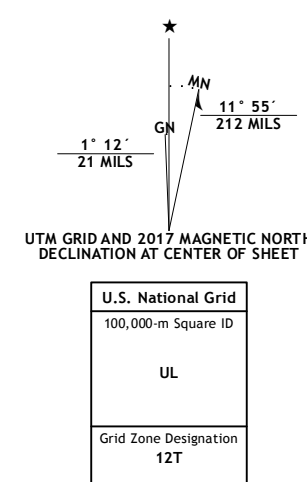 ★
MN
GN
11° 55´
212 MILS
1° 12´
21 MILS
UTM GRID AND 2017 MAGNETIC NORTH
DECLINATION AT CENTER OF SHEET
U.S. National Grid
100,000-m Square ID
UL
Grid Zone Designation
12T